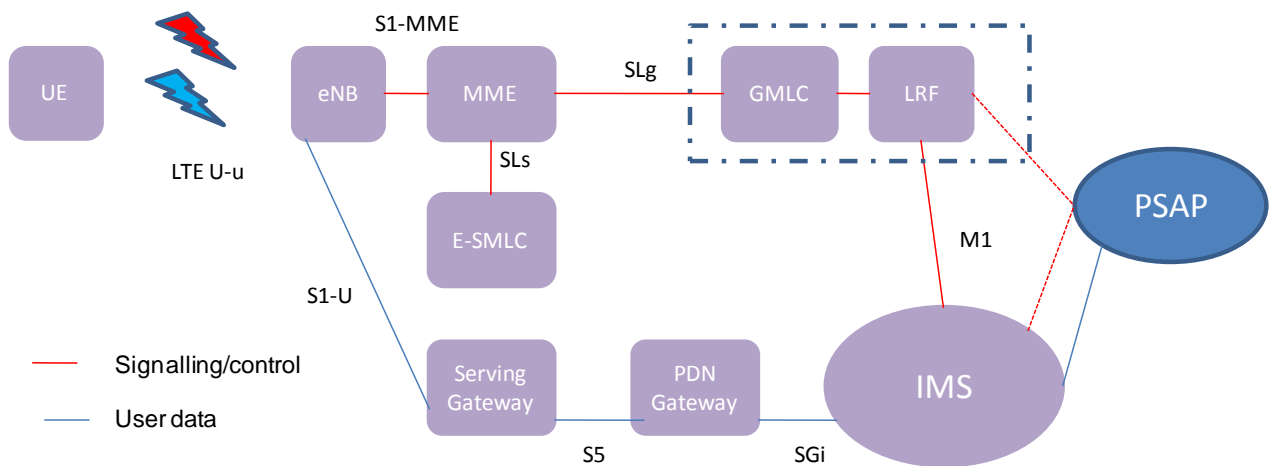 S1-MME
UE
eNB
MME
SLg
GMLC
LRF
LTE U-u
SLs
PSAP
E-SMLC
M1
S1-U
Signalling/control
Serving
Gateway
PDN
Gateway
IMS
User data
S5
SGi